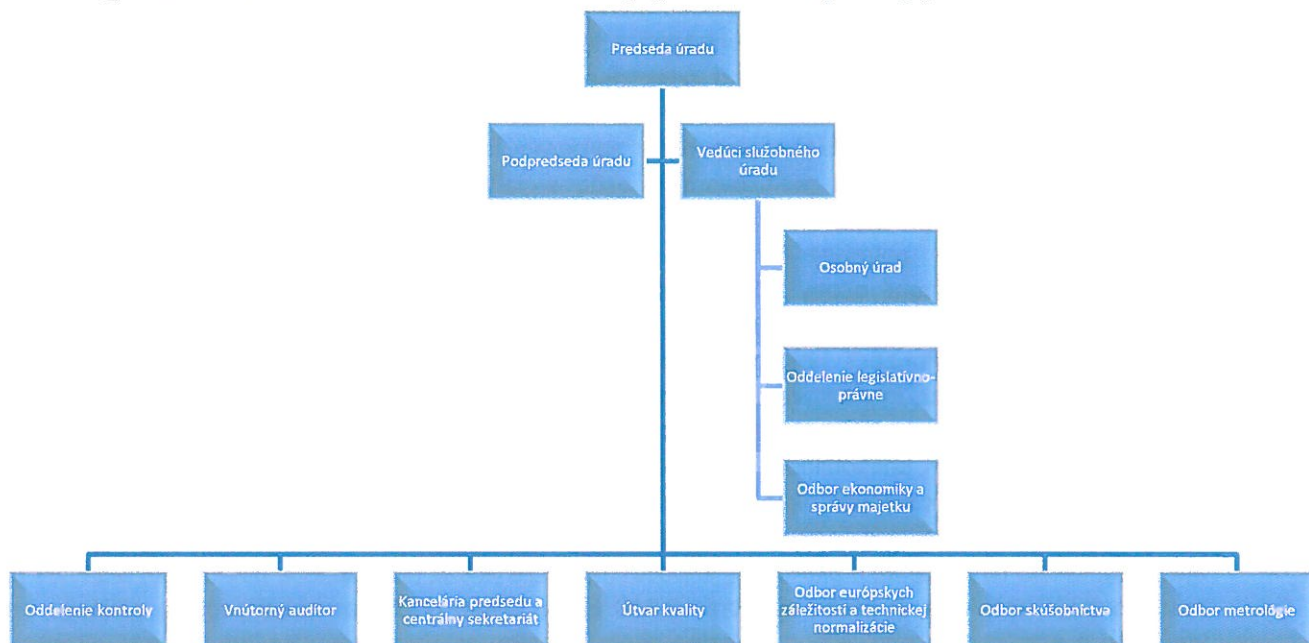 Predseda úradu
Podpredseda úradu
Vedúci služobného
úradu
Osobný úrad
Oddelenie legislatívno-
právne
Odbor ekonomiky a
správy majetku
Oddelenie kontroly
Vnútorný audítor
Kancelária predsedu a
centrálny sekretariát
Útvar kvality
Odbor európskych
záležitostí a technickej
normalizácie
Odbor skúšobníctva
Odbor metrológie